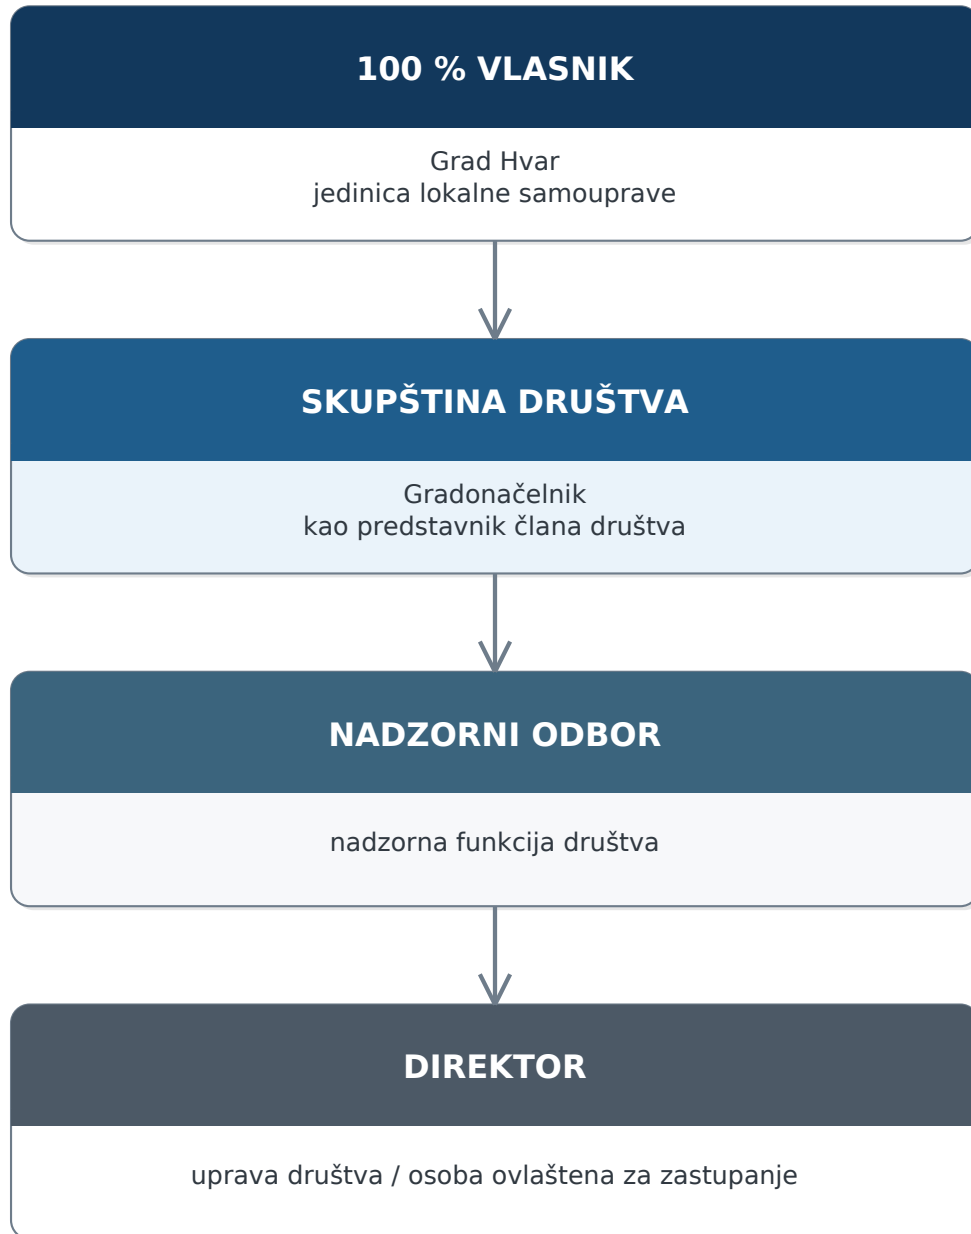 100 % VLASNIK
Grad Hvar
jedinica lokalne samouprave
SKUPŠTINA DRUŠTVA
Gradonačelnik
kao predstavnik člana društva
NADZORNI ODBOR
nadzorna funkcija društva
DIREKTOR
uprava društva / osoba ovlaštena za zastupanje